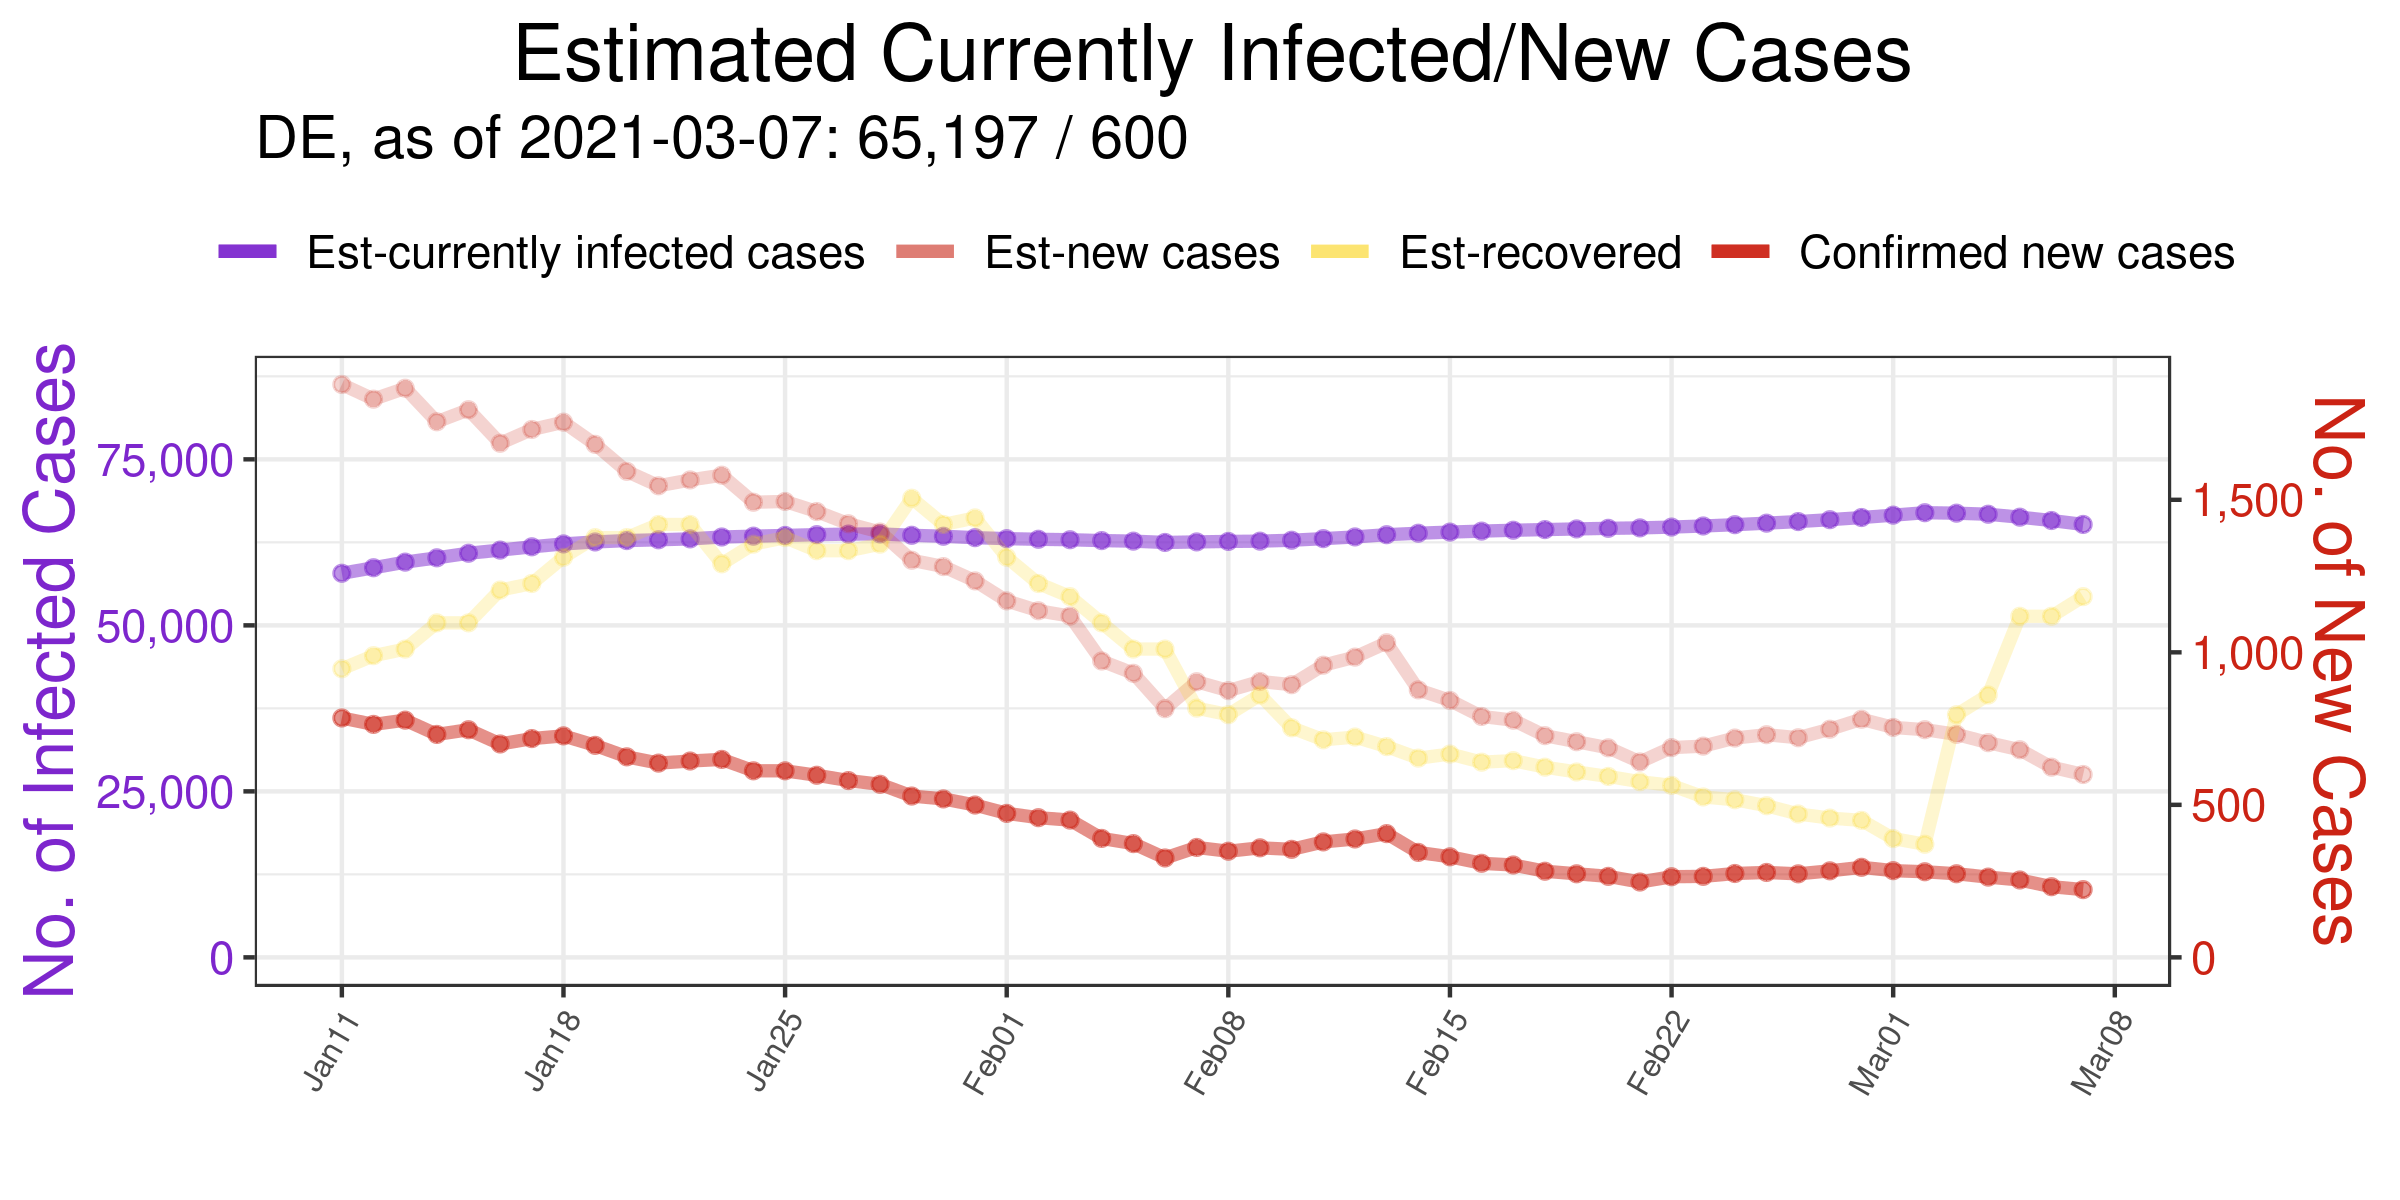 Estimated Currently Infected/New Cases
DE, as of 2021-03-07: 65,197 / 600
Est-currently infected cases Est-new cases Est-recovered Confirmed new cases
No. of Infected Cases
75,000
50,000
25,000
0
1,500
1,000
500
0
No. of New Cases
Jan11 Jan18 Jan25 Feb01 Feb08 Feb15 Feb22 Mar01 Mar08